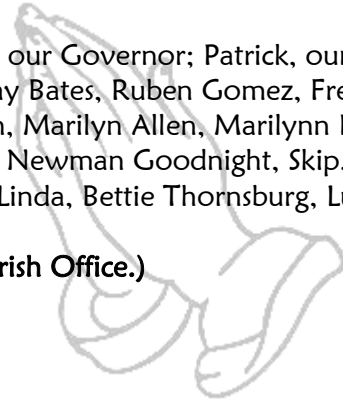 our Governor; Patrick, our
Bates, Ruben Gomez, Fre
, Marilyn Allen, Marilynn
Newman Goodnight, Skip.
Linda, Bettie Thornsburg, Lu
rish Office.)